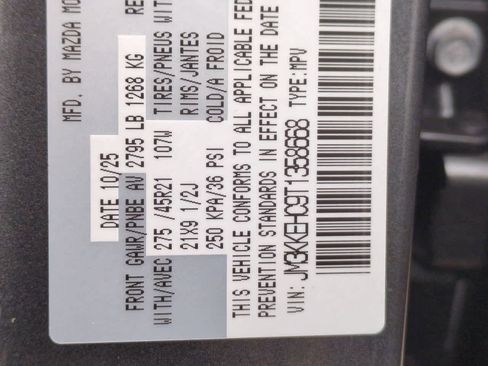 MFD. BY MAZDA MO
DATE 10/25
FRONT GAWR/PNBE AV 2795 LB 1268 KG
WITH/AVEC 275 /45R21 107W TIRES/PNEUS WITH
21X9 1/2J RIMS/JANTES
250 KPA/36 PSI COLD/A FROID
THIS VEHICLE CONFORMS TO ALL APPLICABLE FED
PREVENTION STANDARDS IN EFFECT ON THE DATE
VIN: JM3KKEHC9T1358668 TYPE:MPV